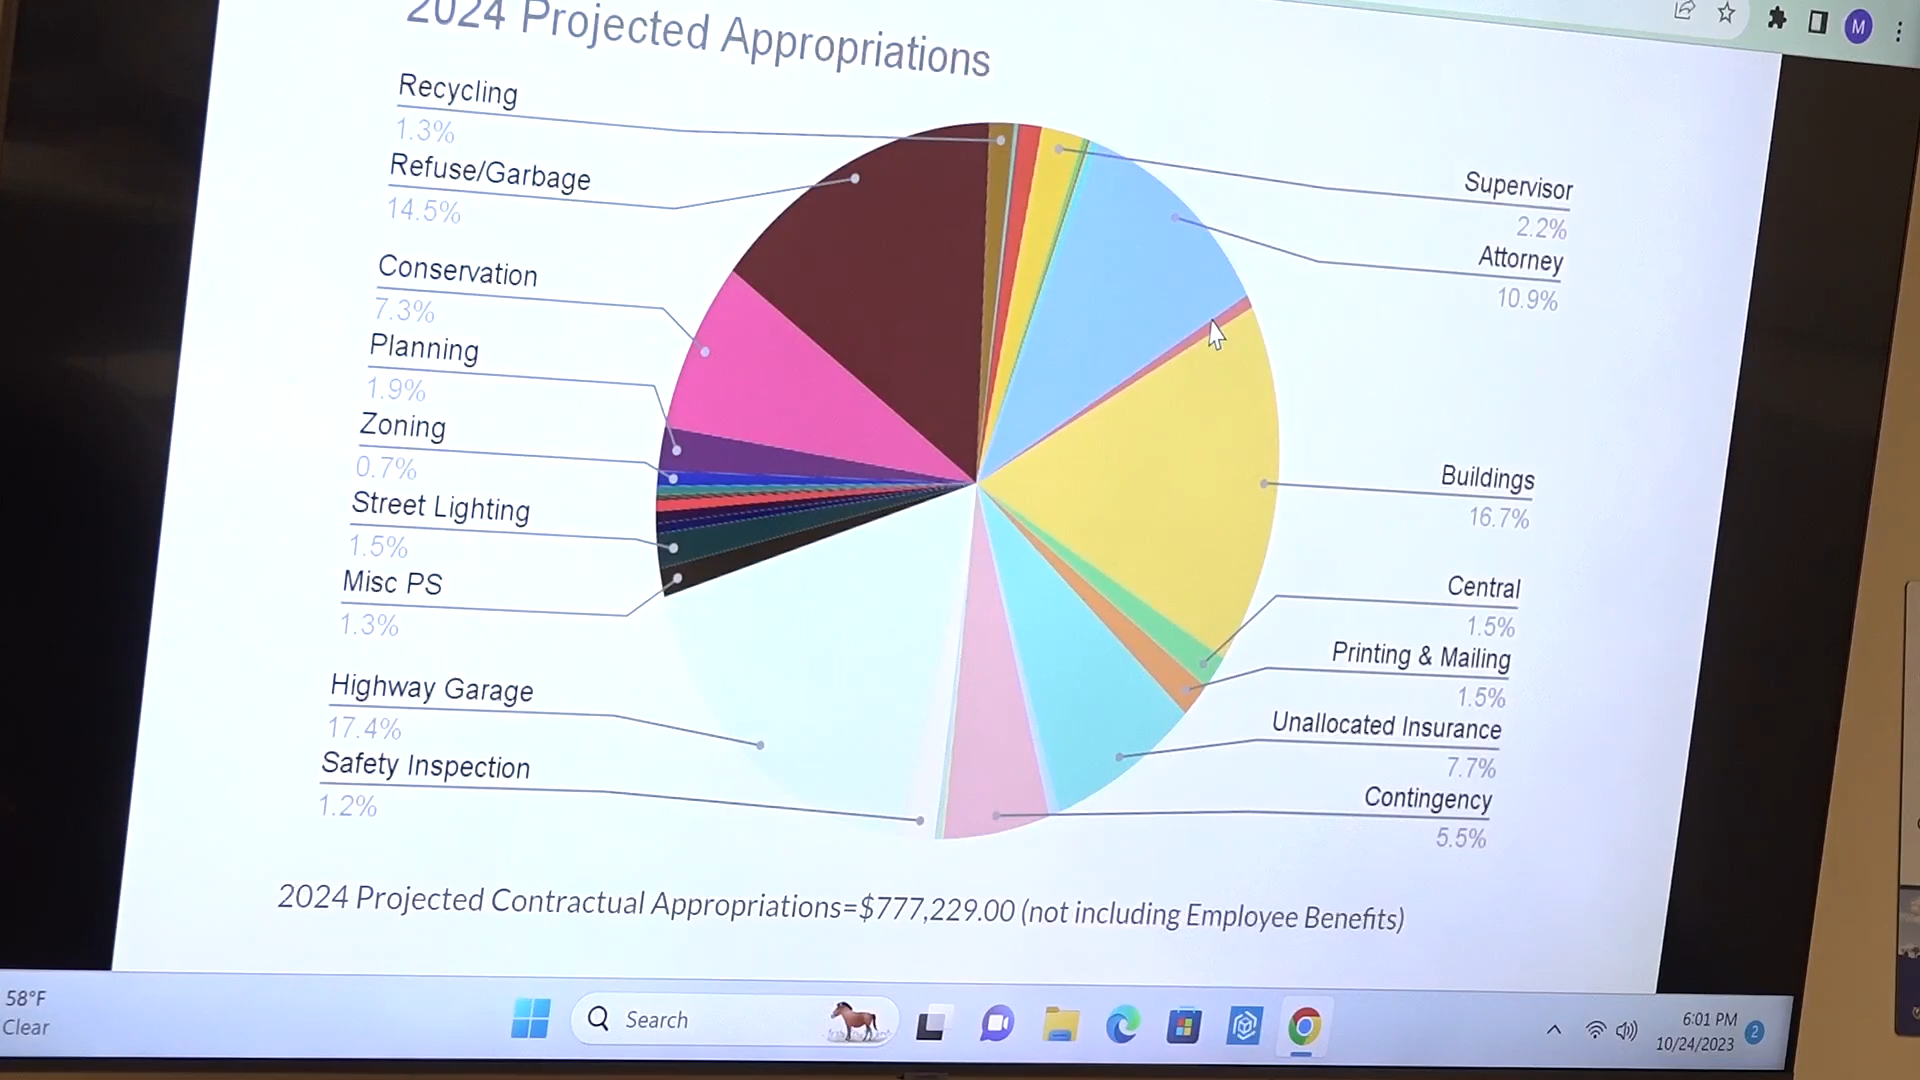 2024 Projected Appropriations
Recycling
1.3%
Refuse/Garbage
14.5%
Conservation
7.3%
Planning
1.9%
Zoning
0.7%
Street Lighting
1.5%
Misc PS
1.3%
Highway Garage
17.4%
Safety Inspection
1.2%
Supervisor
2.2%
Attorney
10.9%
Buildings
16.7%
Central
1.5%
Printing & Mailing
1.5%
Unallocated Insurance
7.7%
Contingency
5.5%
2024 Projected Contractual Appropriations=$777,229.00 (not including Employee Benefits)
M
58°F
Clear
Search
6:01 PM
10/24/2023
2